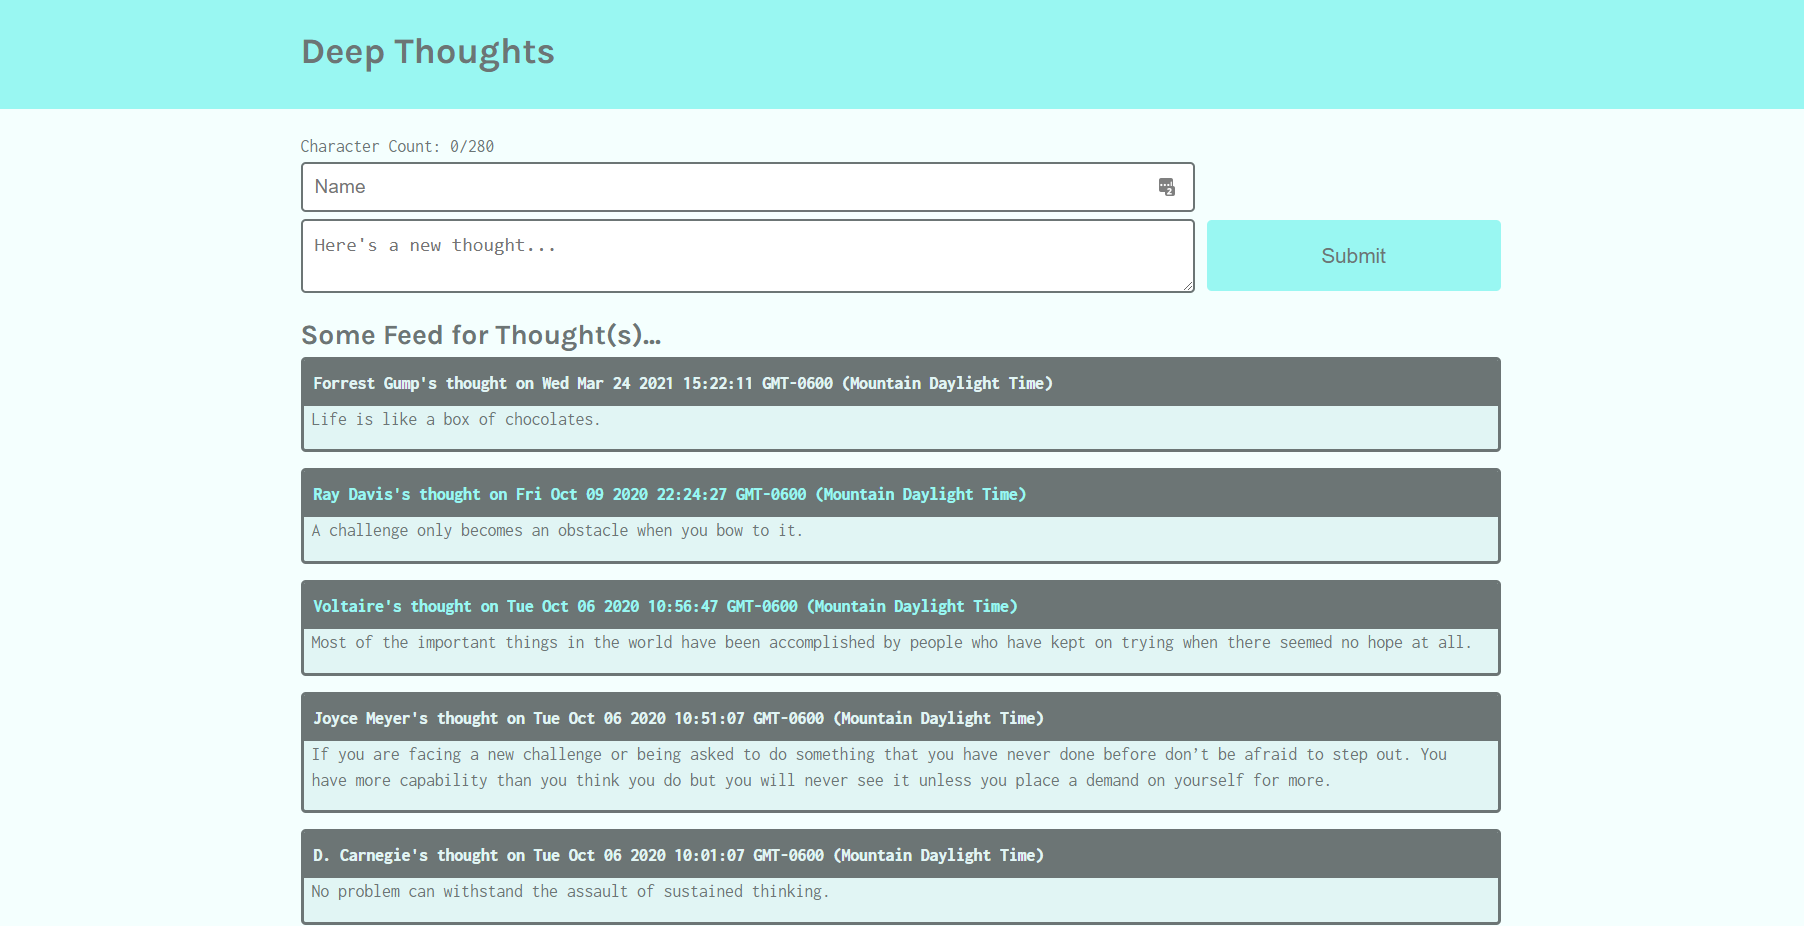 Deep Thoughts
Character Count: 0/280
Name
2
Here's a new thought...
Submit
Some Feed for Thought(s)...
Forrest Gump's thought on Wed Mar 24 2021 15:22:11 GMT-0600 (Mountain Daylight Time)
Life is like a box of chocolates.
Ray Davis's thought on Fri Oct 09 2020 22:24:27 GMT-0600 (Mountain Daylight Time)
A challenge only becomes an obstacle when you bow to it.
Voltaire's thought on Tue Oct 06 2020 10:56:47 GMT-0600 (Mountain Daylight Time)
Most of the important things in the world have been accomplished by people who have kept on trying when there seemed no hope at all.
Joyce Meyer's thought on Tue Oct 06 2020 10:51:07 GMT-0600 (Mountain Daylight Time)
If you are facing a new challenge or being asked to do something that you have never done before don’t be afraid to step out. You
have more capability than you think you do but you will never see it unless you place a demand on yourself for more.
D. Carnegie's thought on Tue Oct 06 2020 10:01:07 GMT-0600 (Mountain Daylight Time)
No problem can withstand the assault of sustained thinking.